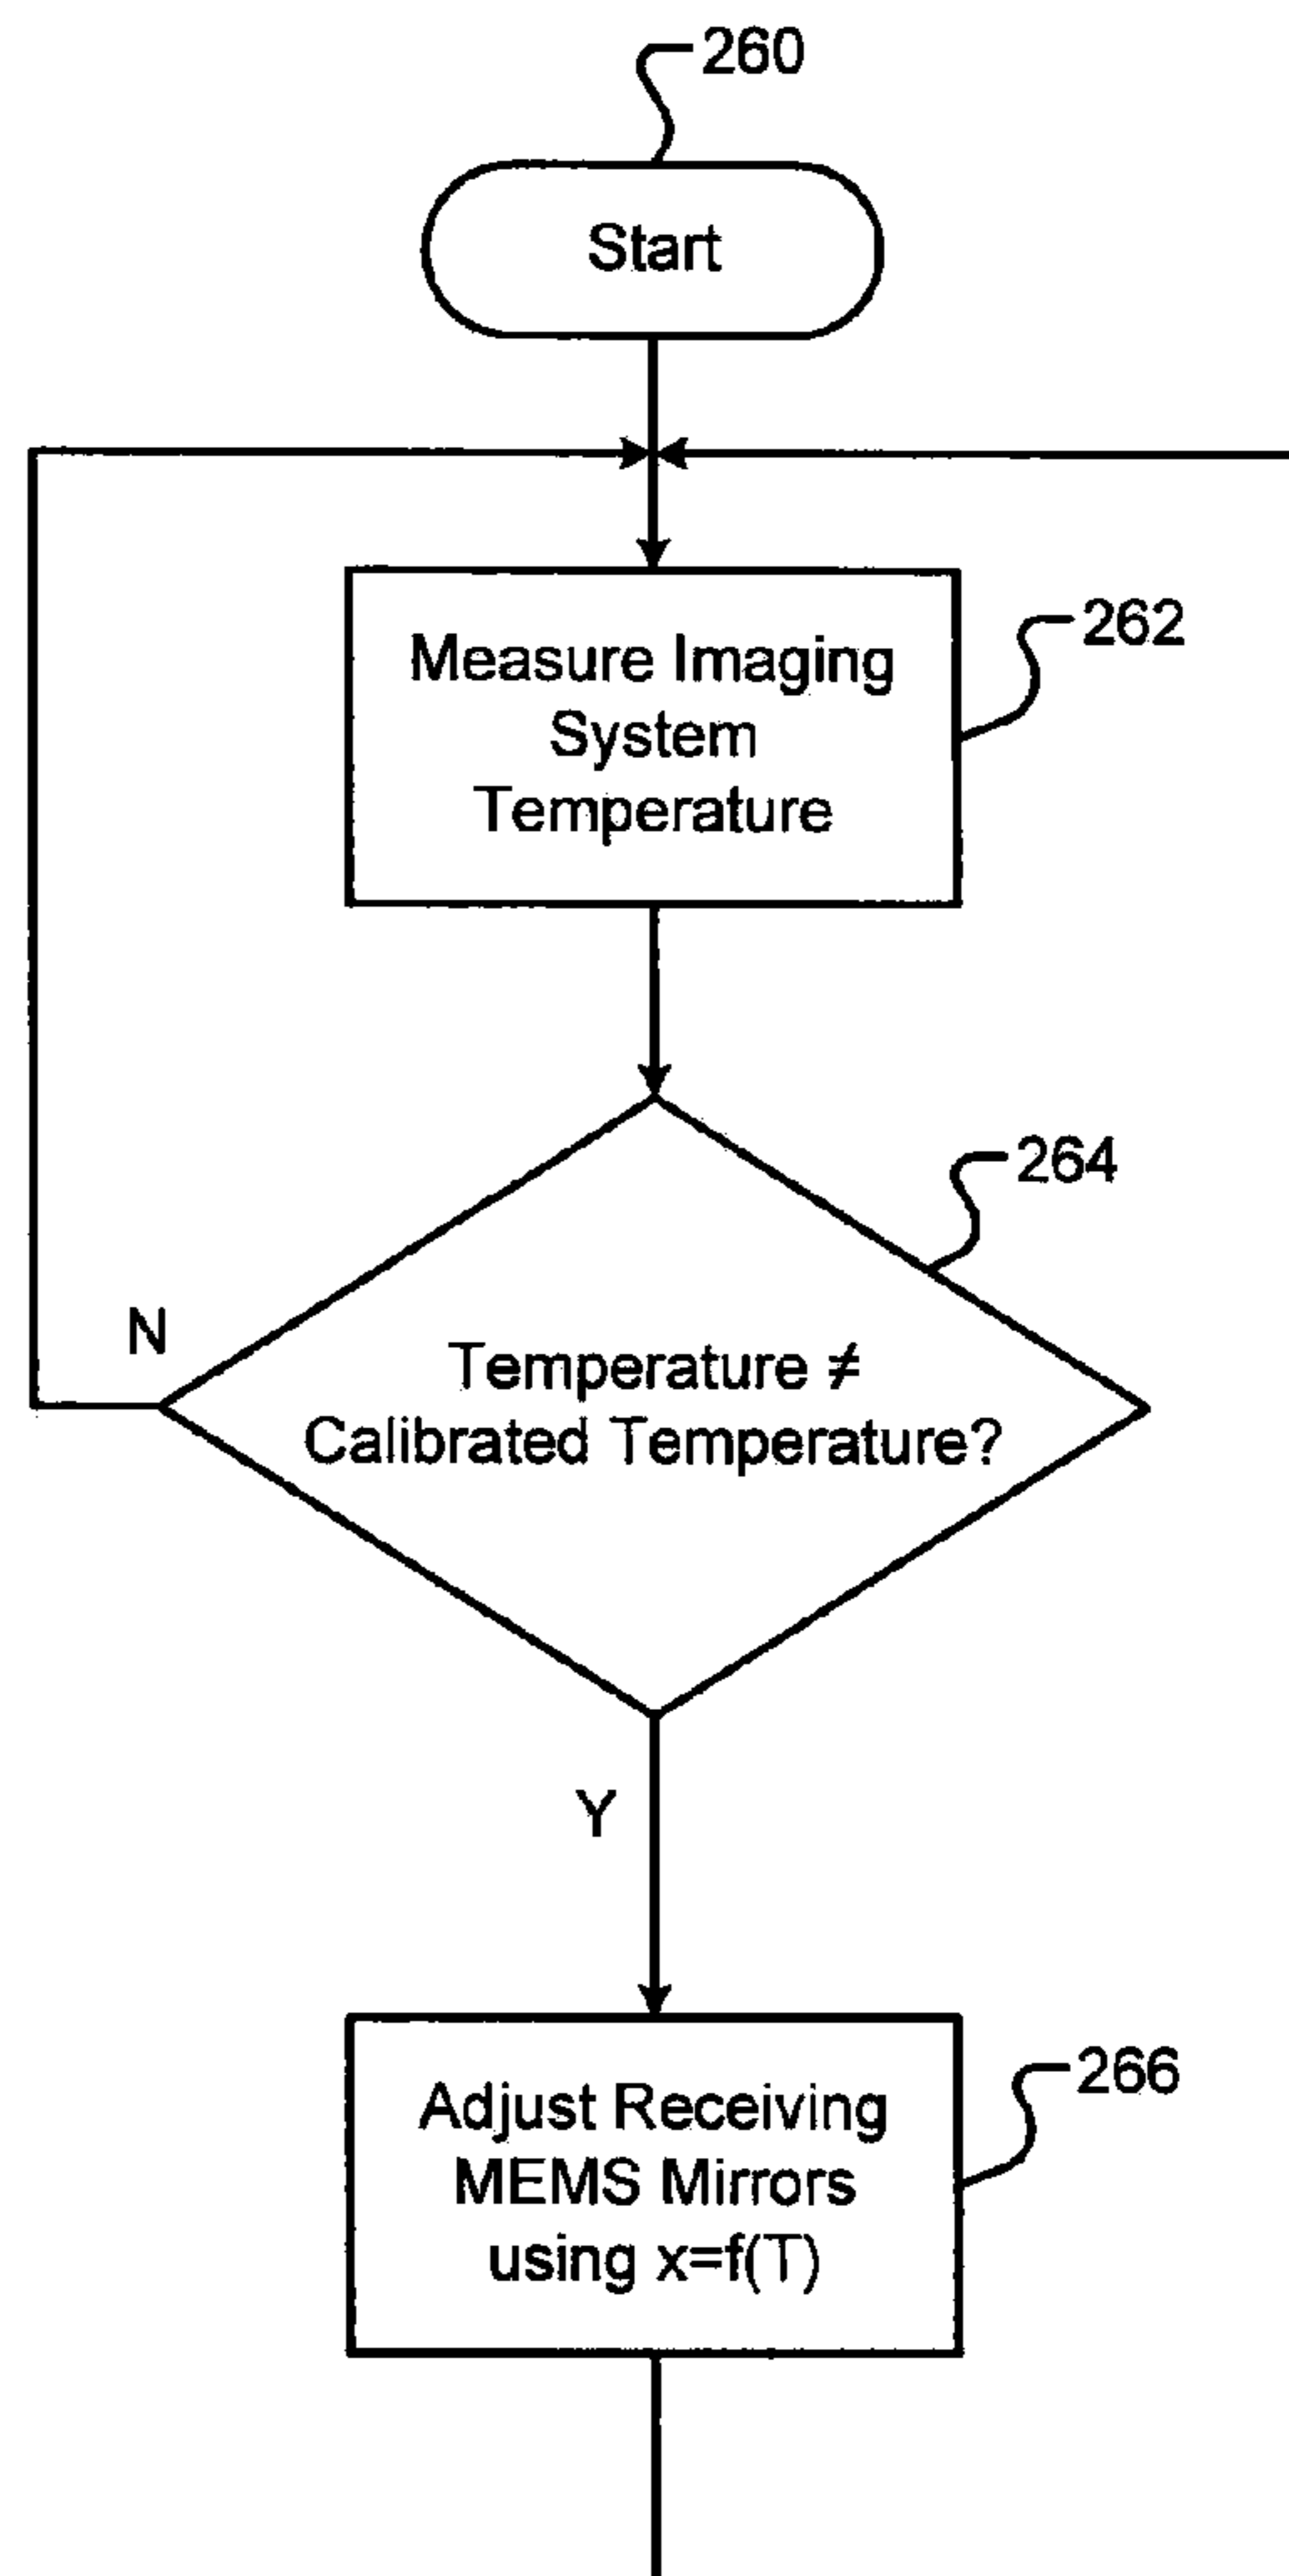 260
Start
Measure Imaging
System
Temperature
262
264
N
Temperature ≠
Calibrated Temperature?
Y
Adjust Receiving
MEMS Mirrors
using x=f(T)
266